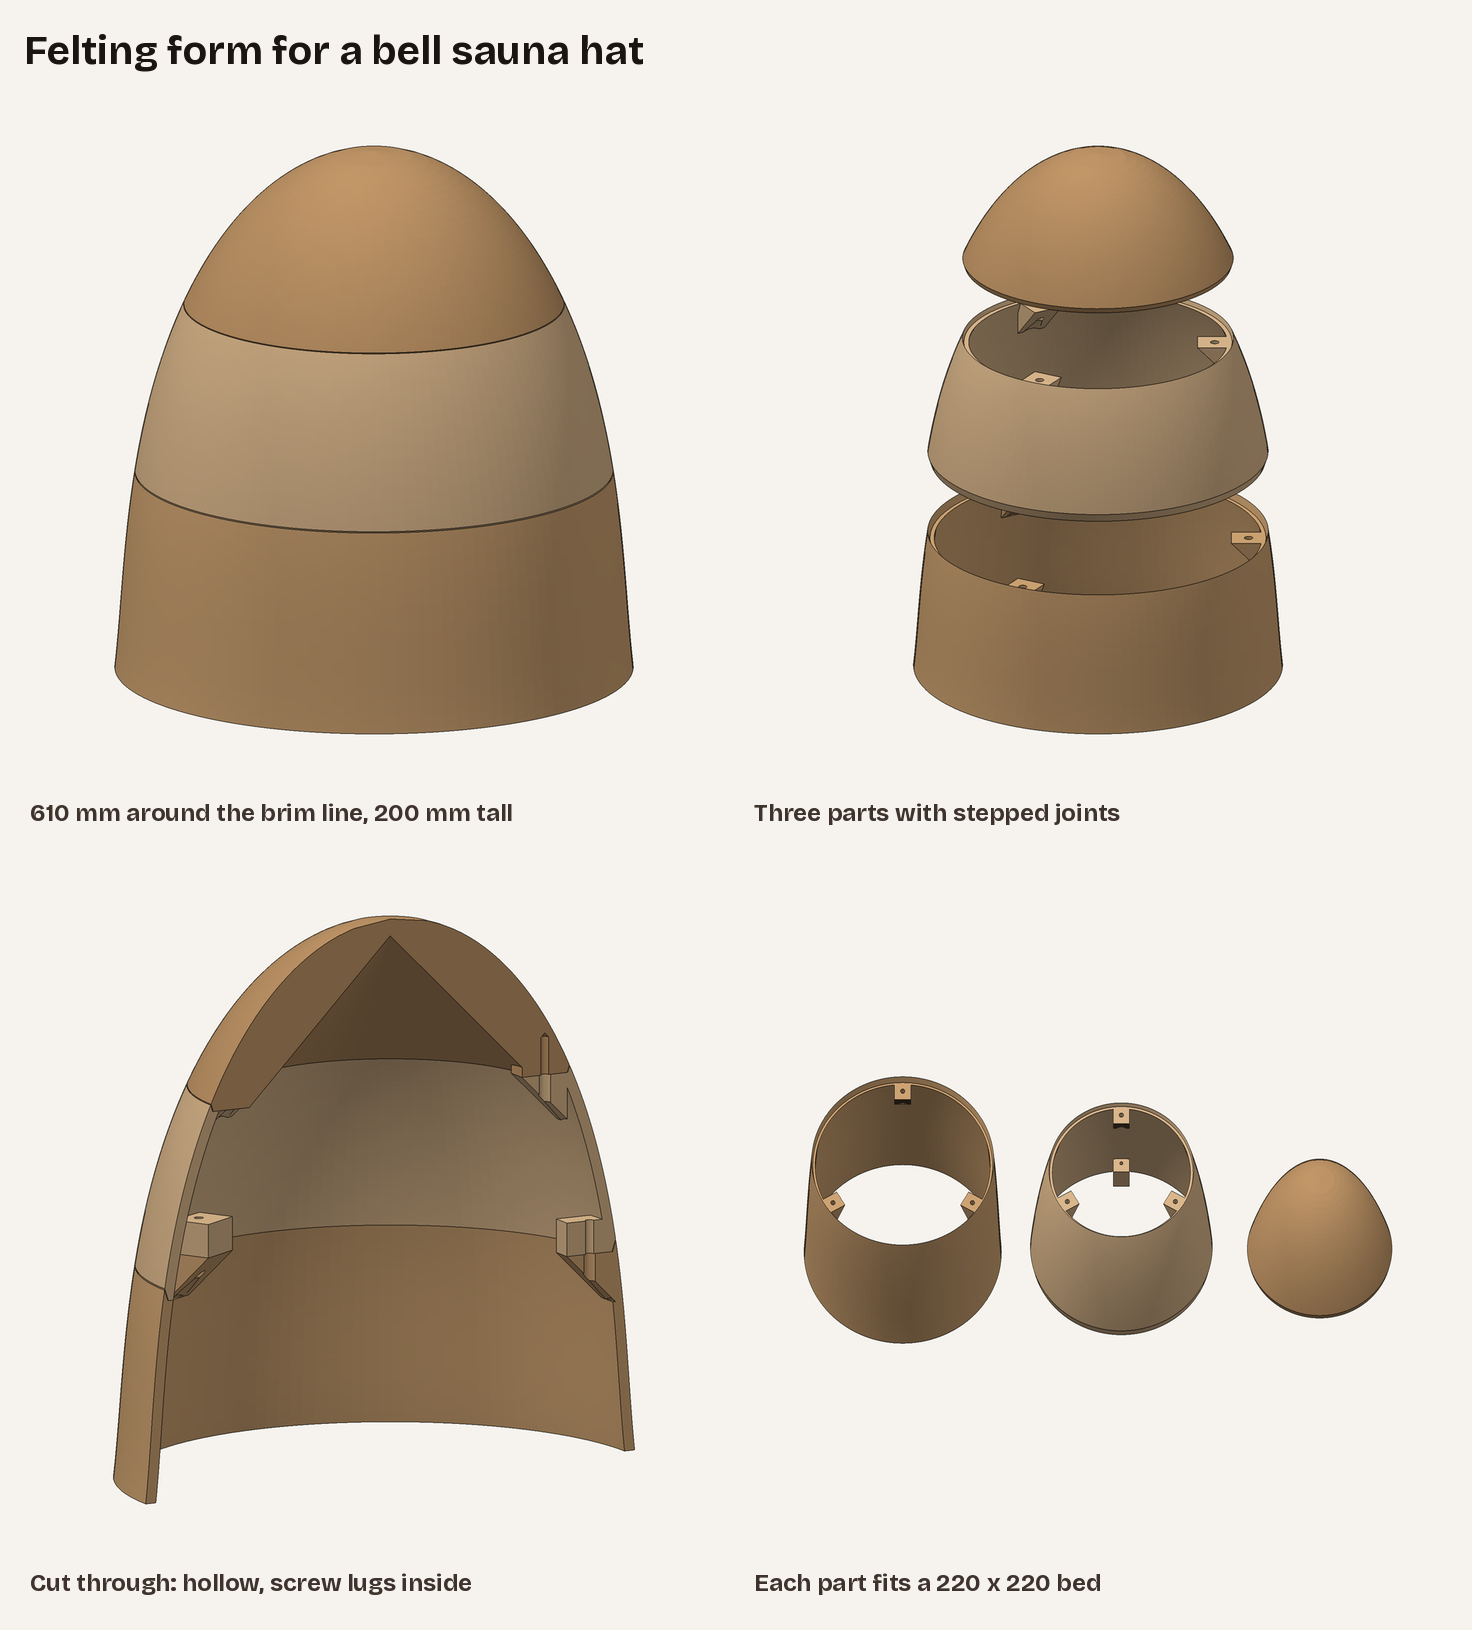 Felting form for a bell sauna hat
610 mm around the brim line, 200 mm tall
Three parts with stepped joints
Cut through: hollow, screw lugs inside
Each part fits a 220 x 220 bed